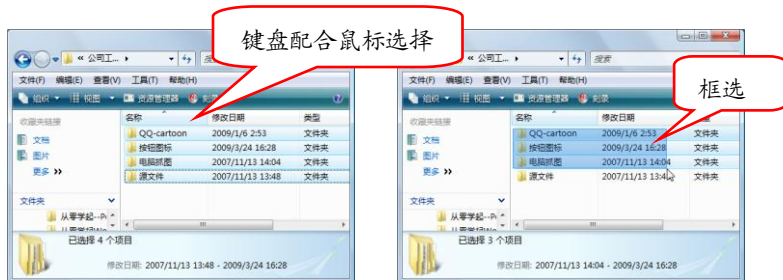 键盘配合鼠标选择
« 公司工... ▸
文件(F) 编辑(E) 查看(V) 工具(T) 帮助(H)
组织 视图 资源管理器 刻录
收藏夹链接
文档
图片
更多 »
文件夹
从零学起--P
名称 修改日期 类型
QQ-cartoon 2009/1/6 2:53 文件夹
按钮图标 2009/3/24 16:28 文件夹
电脑抓图 2007/11/13 14:04 文件夹
源文件 2007/11/13 13:48 文件夹
已选择 4 个项目
修改日期: 2007/11/13 13:48 - 2009/3/24 16:28
框选
« 公司工... ▸ 搜索
文件(F) 编辑(E) 查看(V) 工具(T) 帮助(H)
组织 视图 资源管理器 刻录
收藏夹链接
文档
图片
更多 »
文件夹
从零学起--P
名称 修改日期
QQ-cartoon 2009/1/6 2:53 文件夹
按钮图标 2009/3/24 16:28 文件夹
电脑抓图 2007/11/13 14:04 文件夹
源文件 2007/11/13 13:4 文件夹
已选择 3 个项目
修改日期: 2007/11/13 14:04 - 2009/3/24 16:28